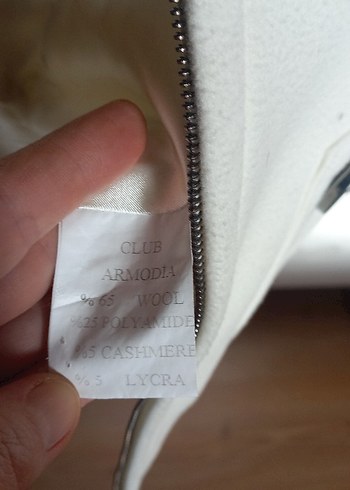 CLUB
ARMODIA
%65 WOOL
%25 POLYAMIDE
%5 CASHMERE
%5 LYCRA